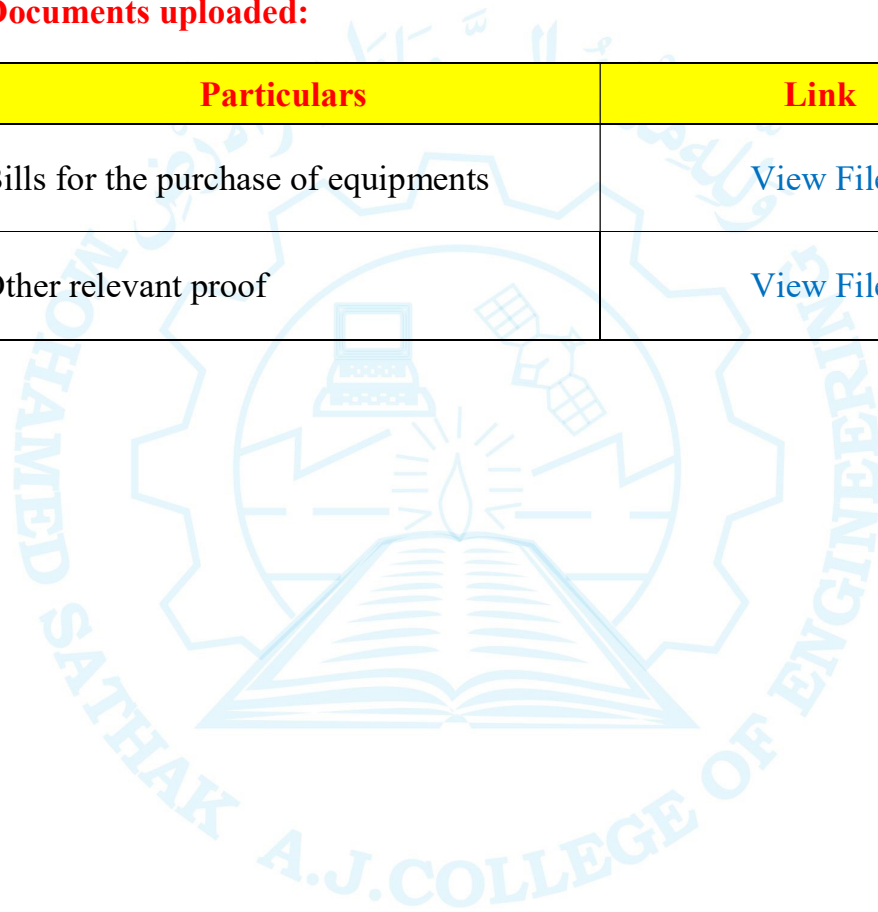 Documents uploaded:
Particulars Link
Bills for the purchase of equipments View File
Other relevant proof View File
MOHAMED SATHAK A.J.COLLEGE OF ENGINEERING